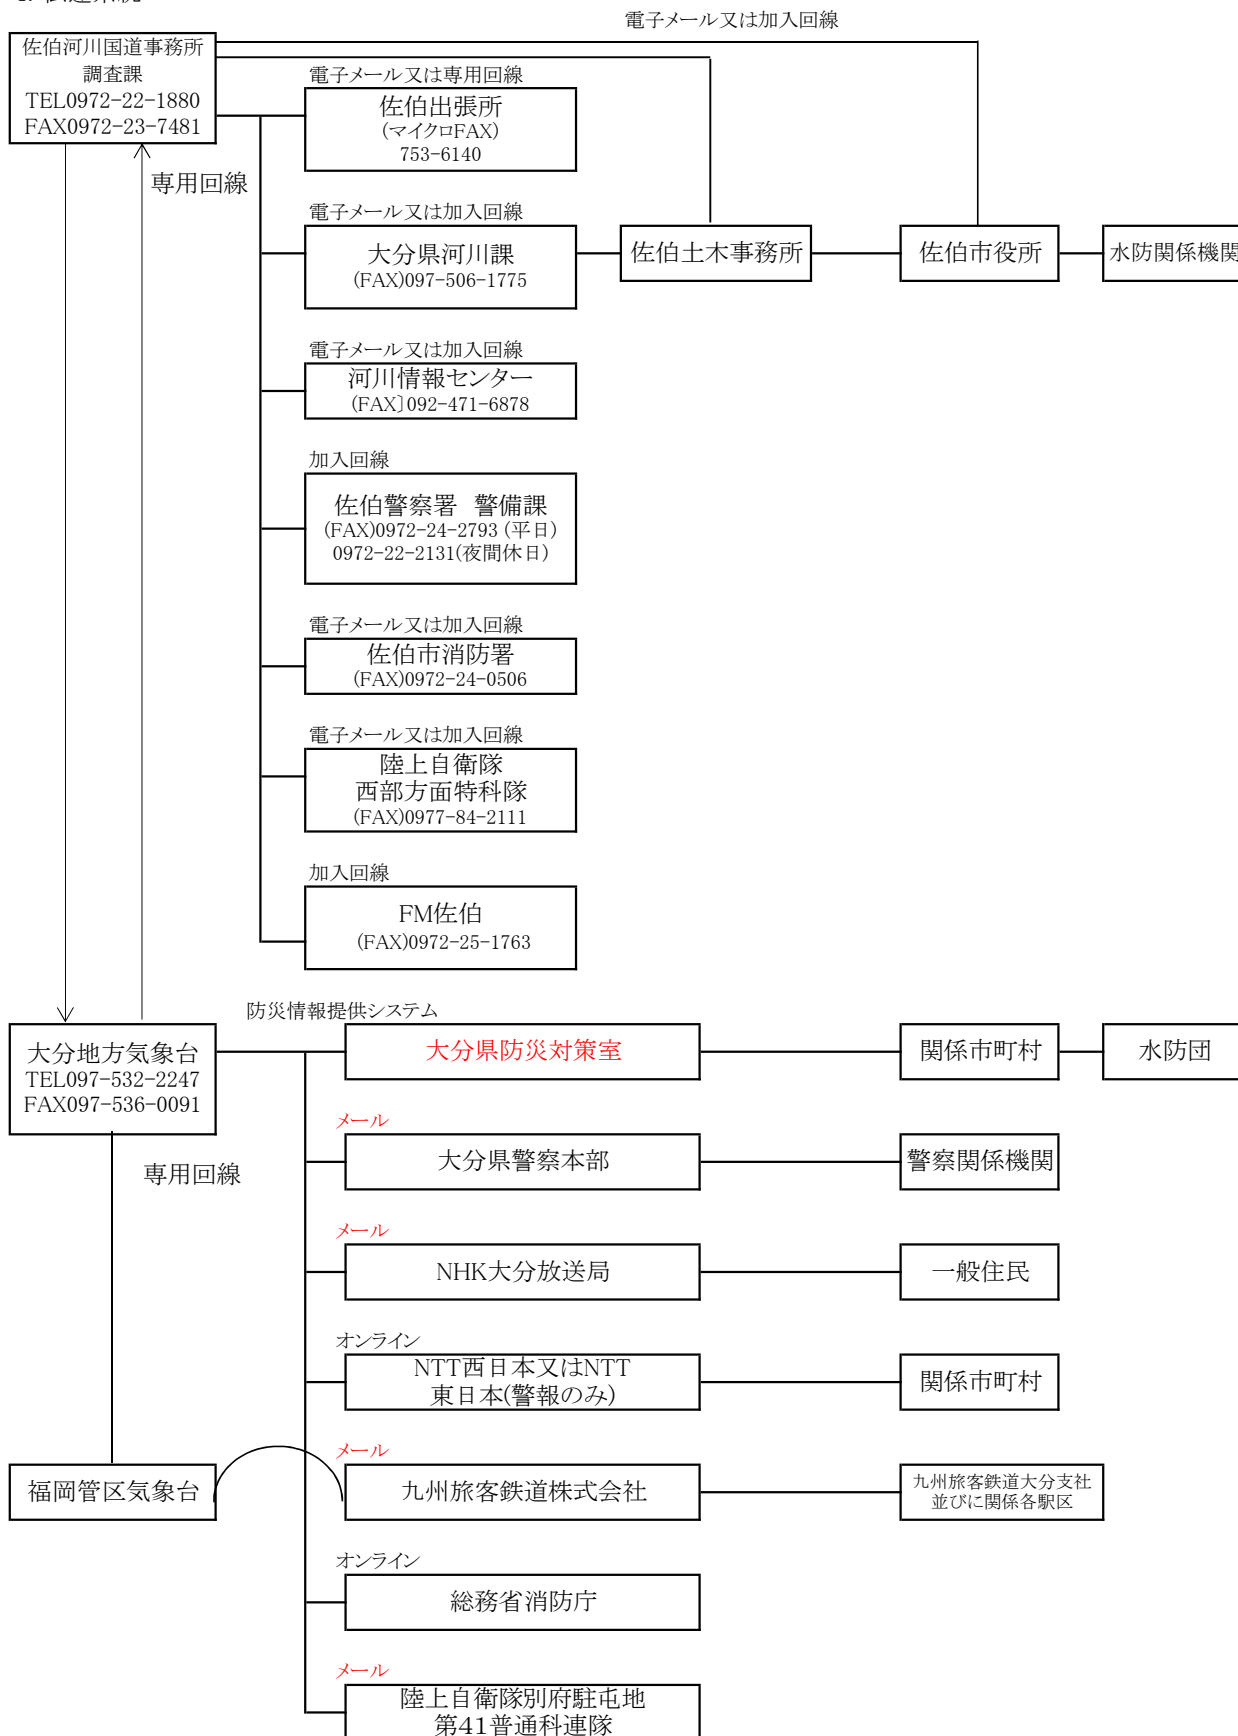 電子メール又は加入回線
佐伯河川国道事務所
調査課
TEL0972-22-1880
FAX0972-23-7481
電子メール又は専用回線
佐伯出張所
(マイクロFAX)
753-6140
専用回線
電子メール又は加入回線
大分県河川課
(FAX)097-506-1775
佐伯土木事務所
佐伯市役所
水防関係機関
電子メール又は加入回線
河川情報センター
(FAX〕092-471-6878
加入回線
佐伯警察署　警備課
(FAX)0972-24-2793 (平日)
0972-22-2131(夜間休日)
電子メール又は加入回線
佐伯市消防署
(FAX)0972-24-0506
電子メール又は加入回線
陸上自衛隊
西部方面特科隊
(FAX)0977-84-2111
加入回線
FM佐伯
(FAX)0972-25-1763
防災情報提供システム
大分地方気象台
TEL097-532-2247
FAX097-536-0091
大分県防災対策室
関係市町村
水防団
メール
大分県警察本部
警察関係機関
専用回線
メール
NHK大分放送局
一般住民
オンライン
NTT西日本又はNTT
東日本(警報のみ)
関係市町村
メール
福岡管区気象台
九州旅客鉄道株式会社
九州旅客鉄道大分支社
並びに関係各駅区
オンライン
総務省消防庁
メール
陸上自衛隊別府駐屯地
第41普通科連隊